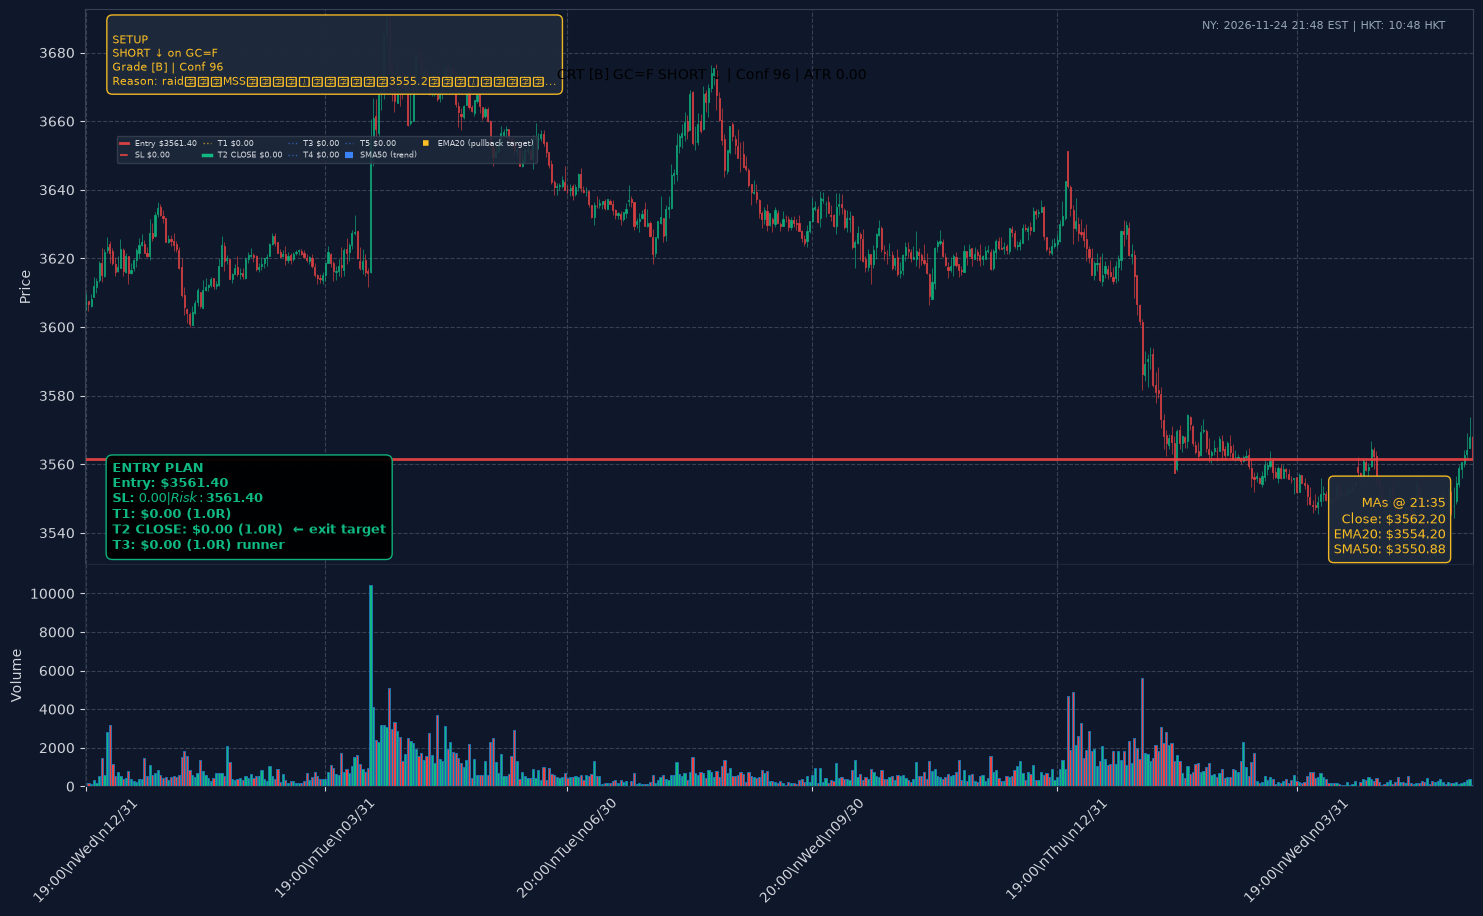 NY: 2026-11-24 21:48 EST | HKT: 10:48 HKT
SETUP
SHORT ↓ on GC=F
Grade [B] | Conf 96
Reason: raid MSS 3555.2 ...
CRT [B] GC=F SHORT ↓ | Conf 96 | ATR 0.00
Entry $3561.40
SL $0.00
T1 $0.00
T2 CLOSE $0.00
T3 $0.00
T4 $0.00
T5 $0.00
SMA50 (trend)
EMA20 (pullback target)
Price
3680
3660
3640
3620
3600
3580
3560
3540
ENTRY PLAN
Entry: $3561.40
SL: 0.00|Risk:3561.40
T1: $0.00 (1.0R)
T2 CLOSE: $0.00 (1.0R) ← exit target
T3: $0.00 (1.0R) runner
MAs @ 21:35
Close: $3562.20
EMA20: $3554.20
SMA50: $3550.88
Volume
10000
8000
6000
4000
2000
0
19:00\nWed\n12/31
19:00\nTue\n03/31
20:00\nTue\n06/30
20:00\nWed\n09/30
19:00\nThu\n12/31
19:00\nWed\n03/31